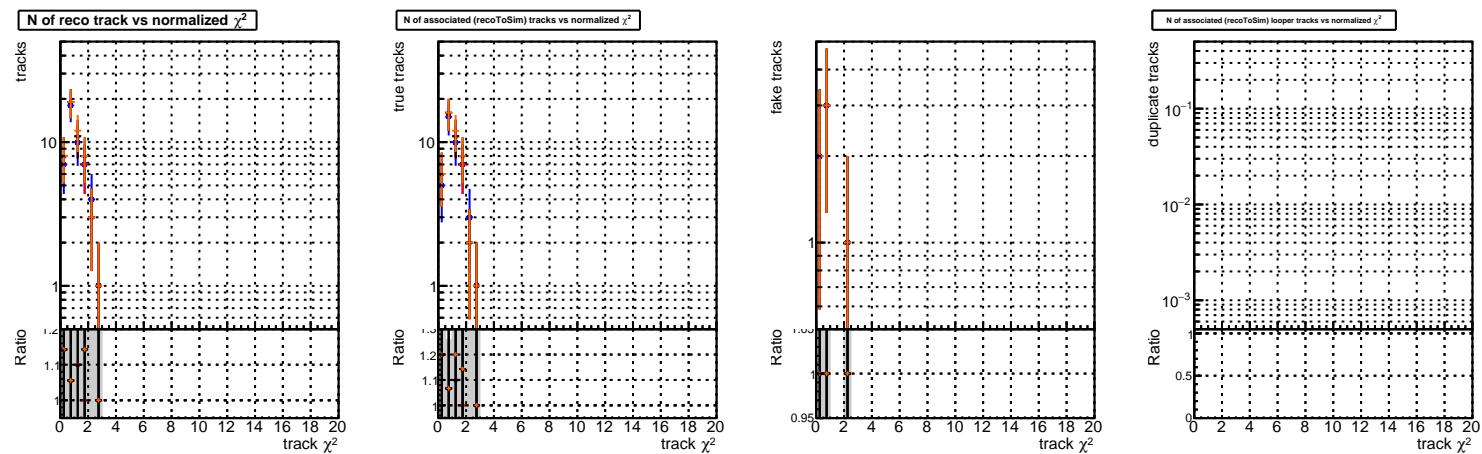 N of reco track vs normalized χ²
tracks
10
1
Ratio
1.2
1.1
1
0 2 4 6 8 10 12 14 16 18 20
track χ²
N of associated (recoToSim) tracks vs normalized χ²
true tracks
10
1
Ratio
1.3
1.2
1.1
1
0 2 4 6 8 10 12 14 16 18 20
track χ²
fake tracks
1
Ratio
1.05
1
0.95
0 2 4 6 8 10 12 14 16 18 20
track χ²
N of associated (recoToSim) looper tracks vs normalized χ²
duplicate tracks
10⁻¹
10⁻²
10⁻³
Ratio
1
0.5
0
0 2 4 6 8 10 12 14 16 18 20
track χ²